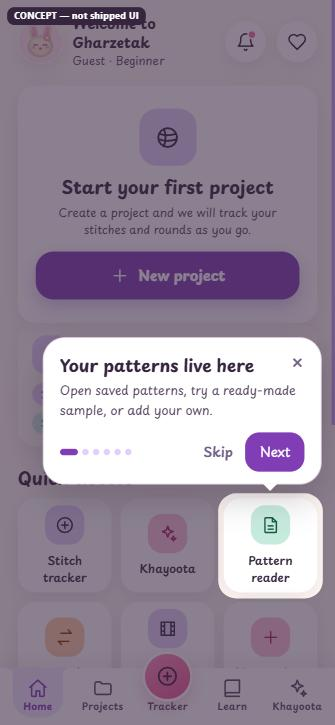 CONCEPT — not shipped UI
Welcome to
Gharzetak
Guest · Beginner
Start your first project
Create a project and we will track your
stitches and rounds as you go.
New project
Your patterns live here
Open saved patterns, try a ready-made
sample, or add your own.
Skip
Next
Stitch
tracker
Khayoota
Pattern
reader
Home
Projects
Tracker
Learn
Khayoota